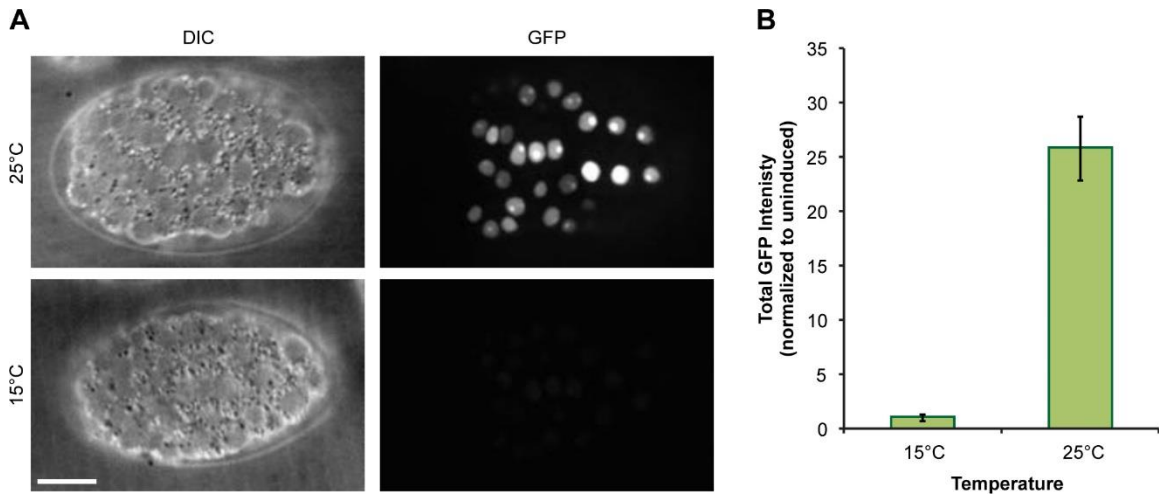 A
DIC
GFP
25°C
15°C
B
Total GFP Intenisty
(normalized to uninduced)
35
30
25
20
15
10
5
0
15°C
25°C
Temperature